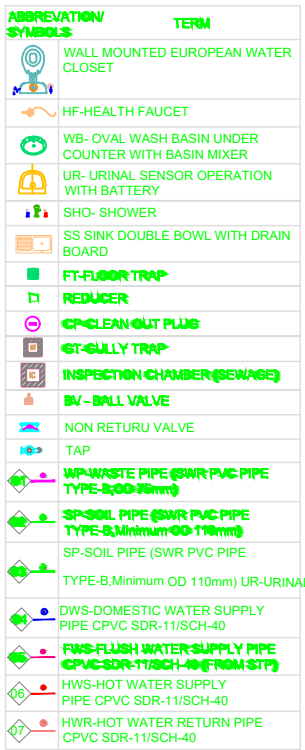 ABBREVATION/
SYMBOLS
TERM
WALL MOUNTED EUROPEAN WATER
CLOSET
HF-HEALTH FAUCET
WB- OVAL WASH BASIN UNDER
COUNTER WITH BASIN MIXER
UR- URINAL SENSOR OPERATION
WITH BATTERY
SHO- SHOWER
SS SINK DOUBLE BOWL WITH DRAIN
BOARD
FT-FLOOR TRAP
REDUCER
CP-CLEAN OUT PLUG
GT-GULLY TRAP
IC
INSPECTION CHAMBER (SEWAGE)
BV - BALL VALVE
NON RETURU VALVE
TAP
01
WP-WASTE PIPE (SWR PVC PIPE
TYPE-B,OD 75mm)
02
SP-SOIL PIPE (SWR PVC PIPE
TYPE-B,Minimum OD 110mm)
03
SP-SOIL PIPE (SWR PVC PIPE
TYPE-B,Minimum OD 110mm) UR-URINAL
04
DWS-DOMESTIC WATER SUPPLY
PIPE CPVC SDR-11/SCH-40
05
FWS-FLUSH WATER SUPPLY PIPE
CPVC SDR-11/SCH-40 (FROM STP)
06
HWS-HOT WATER SUPPLY
PIPE CPVC SDR-11/SCH-40
07
HWR-HOT WATER RETURN PIPE
CPVC SDR-11/SCH-40